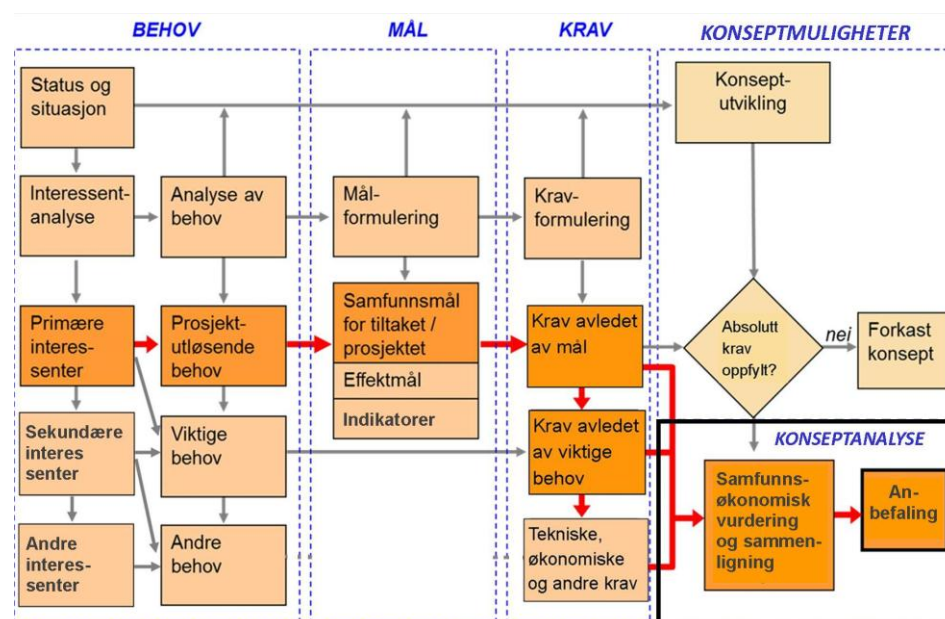 BEHOV
MÅL
KRAV
KONSEPTMULIGHETER
Status og
situasjon
Konsept-
utvikling
Interessent-
analyse
Analyse av
behov
Mål-
formulering
Krav-
formulering
Primære
interes-
senter
Prosjekt-
utløsende
behov
Samfunnsmål
for tiltaket /
prosjektet
Effektmål
Indikatorer
Krav avledet
av mål
Absolutt
krav
oppfylt?
nei
Forkast
konsept
Sekundære
interes
senter
Viktige
behov
Krav avledet
av viktige
behov
KONSEPTANALYSE
Samfunns-
økonomisk
vurdering
og sammen-
ligning
An-
befaling
Andre
interes-
senter
Andre
behov
Tekniske,
økonomiske
og andre krav